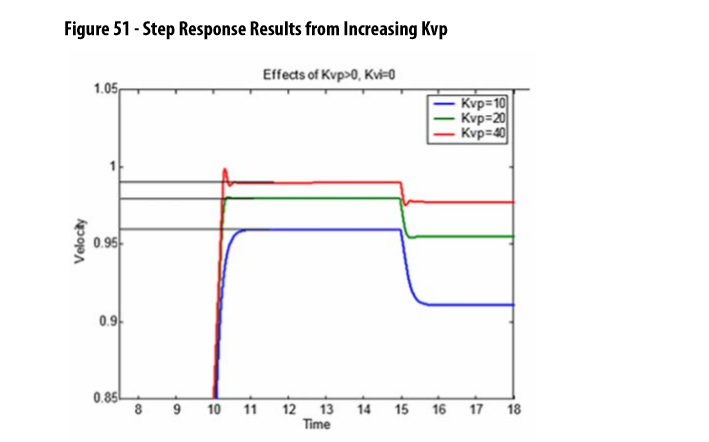 Figure 51 - Step Response Results from Increasing Kvp
Effects of Kvp>0, Kvi=0
1.05
Kvp=10
Kvp=20
Kvp=40
1
0.95
0.9
0.85
Velocity
8 9 10 11 12 13 14 15 16 17 18
Time